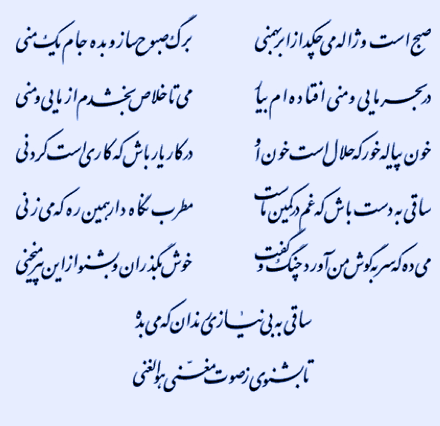 صبح است و ژاله می‌چکد از ابر بهمنی برگ صبوح ساز و بده جام یک منی
در بحر مایی و منی افتاده‌ام بیا می تا خلاص بخشدم از مایی و منی
خون پیاله خور که حلال است خون او در کار یار باش که کاریست کردنی
ساقی به دست باش که غم در کمین ماست مطرب نگاه دار همین ره که می‌زنی
می ده که سر به گوش من آورد چنگ و گفت خوش بگذران و بشنو از این پیر منحنی
ساقی به بی‌نیازی یزدان که می بده
تا بشنوی ز صوت مغنی هوالغنی